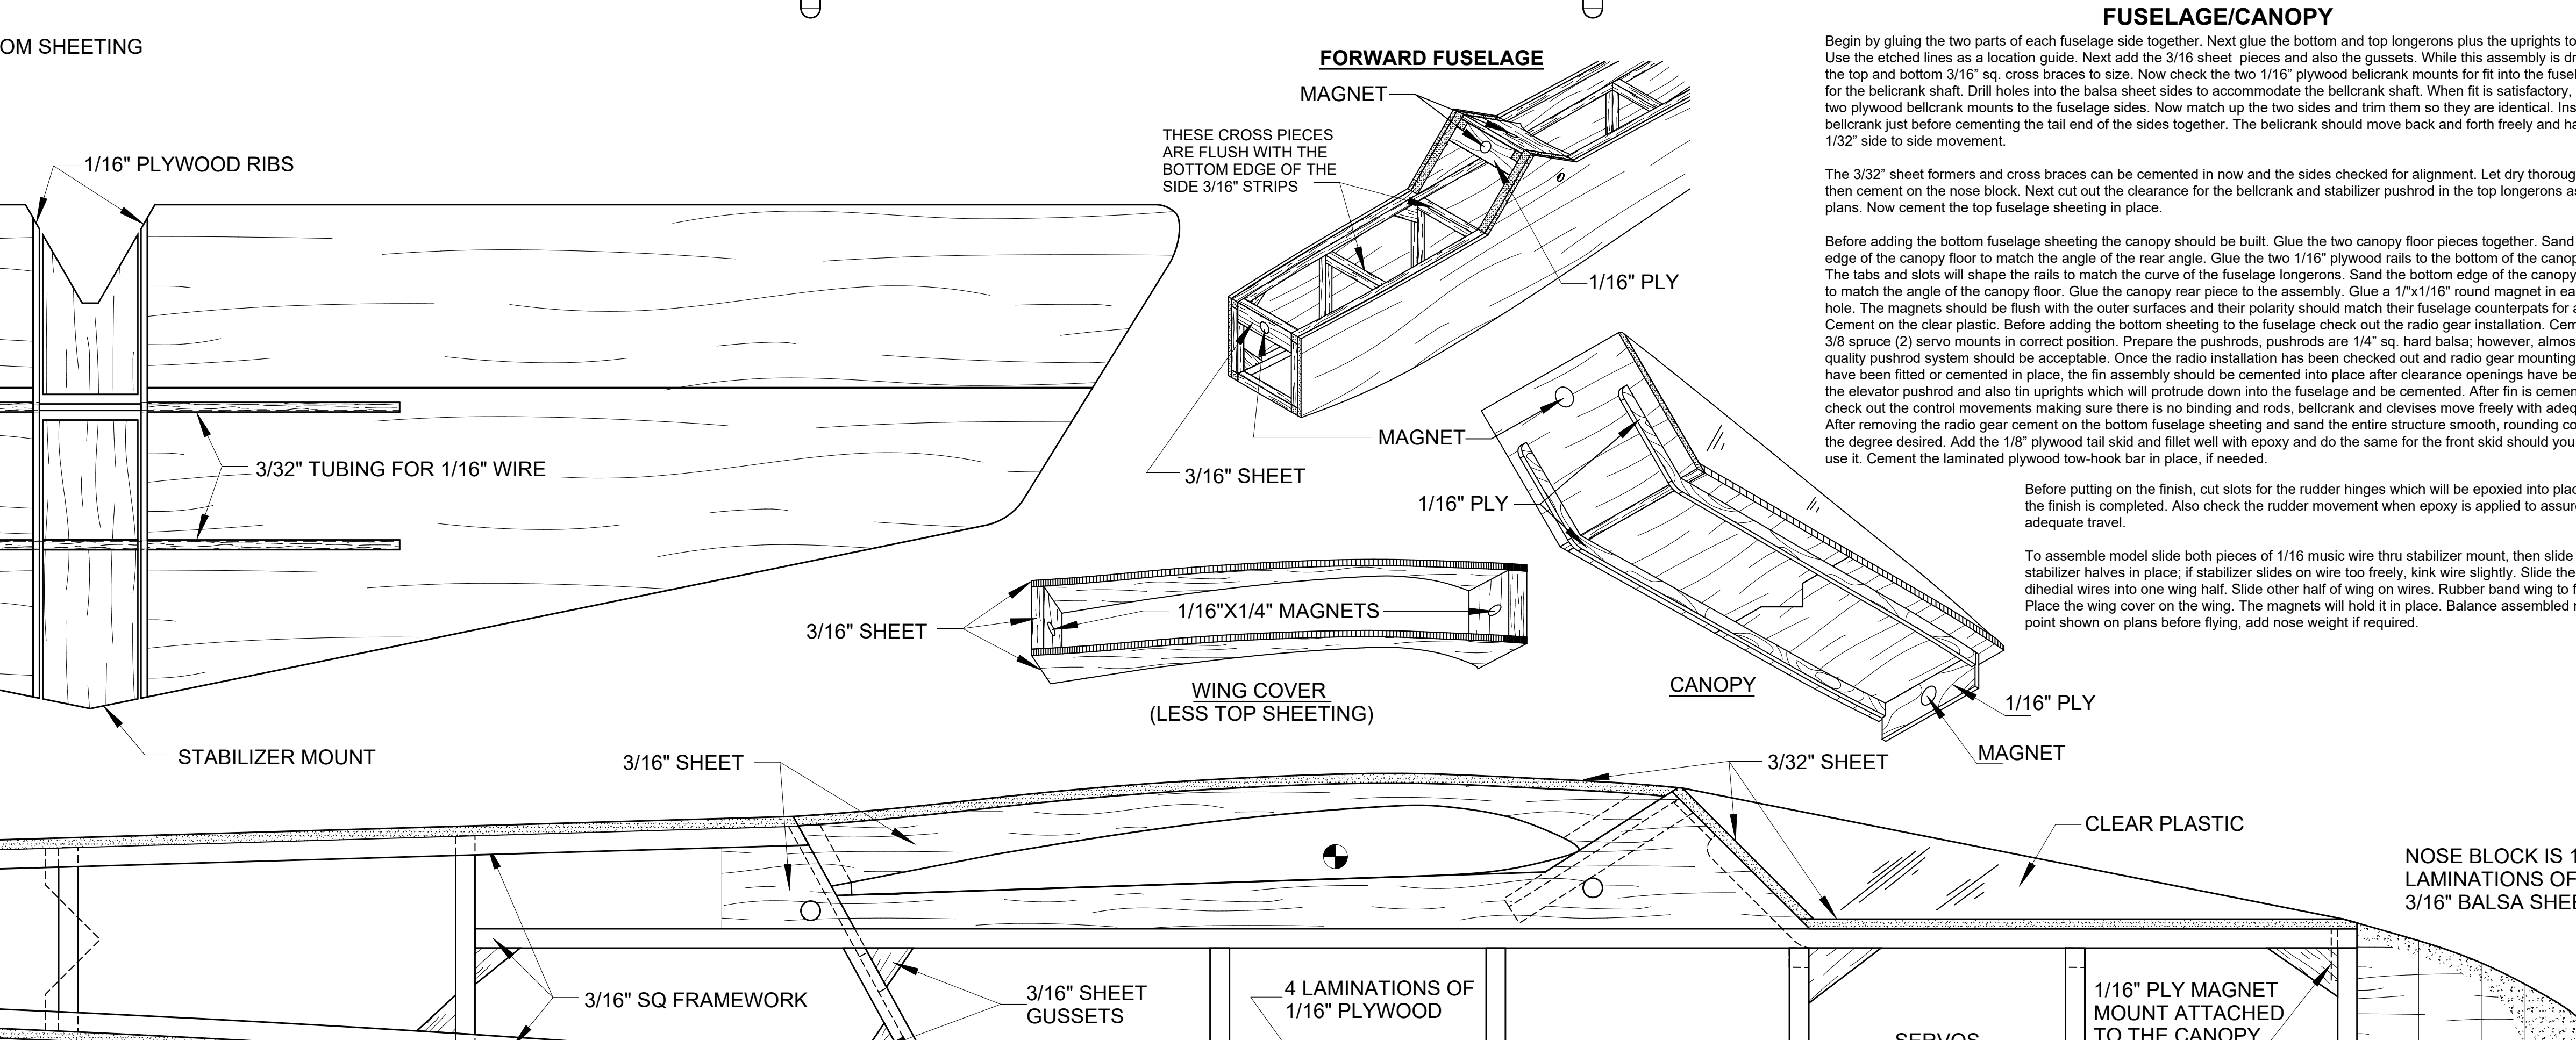 OM SHEETING
1/16" PLYWOOD RIBS
3/32" TUBING FOR 1/16" WIRE
STABILIZER MOUNT
FORWARD FUSELAGE
MAGNET
THESE CROSS PIECES
ARE FLUSH WITH THE
BOTTOM EDGE OF THE
SIDE 3/16" STRIPS
1/16" PLY
MAGNET
3/16" SHEET
1/16" PLY
3/16" SHEET
1/16"X1/4" MAGNETS
WING COVER
(LESS TOP SHEETING)
CANOPY
1/16" PLY
MAGNET
FUSELAGE/CANOPY
Begin by gluing the two parts of each fuselage side together. Next glue the bottom and top longerons plus the uprights to
Use the etched lines as a location guide. Next add the 3/16 sheet  pieces and also the gussets. While this assembly is
the top and bottom 3/16” sq. cross braces to size. Now check the two 1/16” plywood belicrank mounts for fit into the
for the belicrank shaft. Drill holes into the balsa sheet sides to accommodate the bellcrank shaft. When fit is satisfactory,
two plywood bellcrank mounts to the fuselage sides. Now match up the two sides and trim them so they are identical.
bellcrank just before cementing the tail end of the sides together. The belicrank should move back and forth freely and
1/32” side to side movement.
The 3/32” sheet formers and cross braces can be cemented in now and the sides checked for alignment. Let dry
then cement on the nose block. Next cut out the clearance for the bellcrank and stabilizer pushrod in the top longerons
plans. Now cement the top fuselage sheeting in place.
Before adding the bottom fuselage sheeting the canopy should be built. Glue the two canopy floor pieces together. Sand
edge of the canopy floor to match the angle of the rear angle. Glue the two 1/16" plywood rails to the bottom of the
The tabs and slots will shape the rails to match the curve of the fuselage longerons. Sand the bottom edge of the canopy
to match the angle of the canopy floor. Glue the canopy rear piece to the assembly. Glue a 1/"x1/16" round magnet in
hole. The magnets should be flush with the outer surfaces and their polarity should match their fuselage counterpats for
Cement on the clear plastic. Before adding the bottom sheeting to the fuselage check out the radio gear installation.
3/8 spruce (2) servo mounts in correct position. Prepare the pushrods, pushrods are 1/4” sq. hard balsa; however,
quality pushrod system should be acceptable. Once the radio installation has been checked out and radio gear mounting
have been fitted or cemented in place, the fin assembly should be cemented into place after clearance openings have
the elevator pushrod and also tin uprights which will protrude down into the fuselage and be cemented. After fin is
check out the control movements making sure there is no binding and rods, bellcrank and clevises move freely with
After removing the radio gear cement on the bottom fuselage sheeting and sand the entire structure smooth, rounding
the degree desired. Add the 1/8” plywood tail skid and fillet well with epoxy and do the same for the front skid should you
use it. Cement the laminated plywood tow-hook bar in place, if needed.
Before putting on the finish, cut slots for the rudder hinges which will be epoxied into
the finish is completed. Also check the rudder movement when epoxy is applied to
adequate travel.
To assemble model slide both pieces of 1/16 music wire thru stabilizer mount, then slide
stabilizer halves in place; if stabilizer slides on wire too freely, kink wire slightly. Slide the
dihedial wires into one wing half. Slide other half of wing on wires. Rubber band wing to
Place the wing cover on the wing. The magnets will hold it in place. Balance assembled
point shown on plans before flying, add nose weight if required.
3/16" SHEET
3/32" SHEET
CLEAR PLASTIC
NOSE BLOCK IS 1
LAMINATIONS OF
3/16" BALSA
3/16" SQ FRAMEWORK
3/16" SHEET
GUSSETS
4 LAMINATIONS OF
1/16" PLYWOOD
SERVOS
1/16" PLY MAGNET
MOUNT ATTACHED
TO THE CANOPY